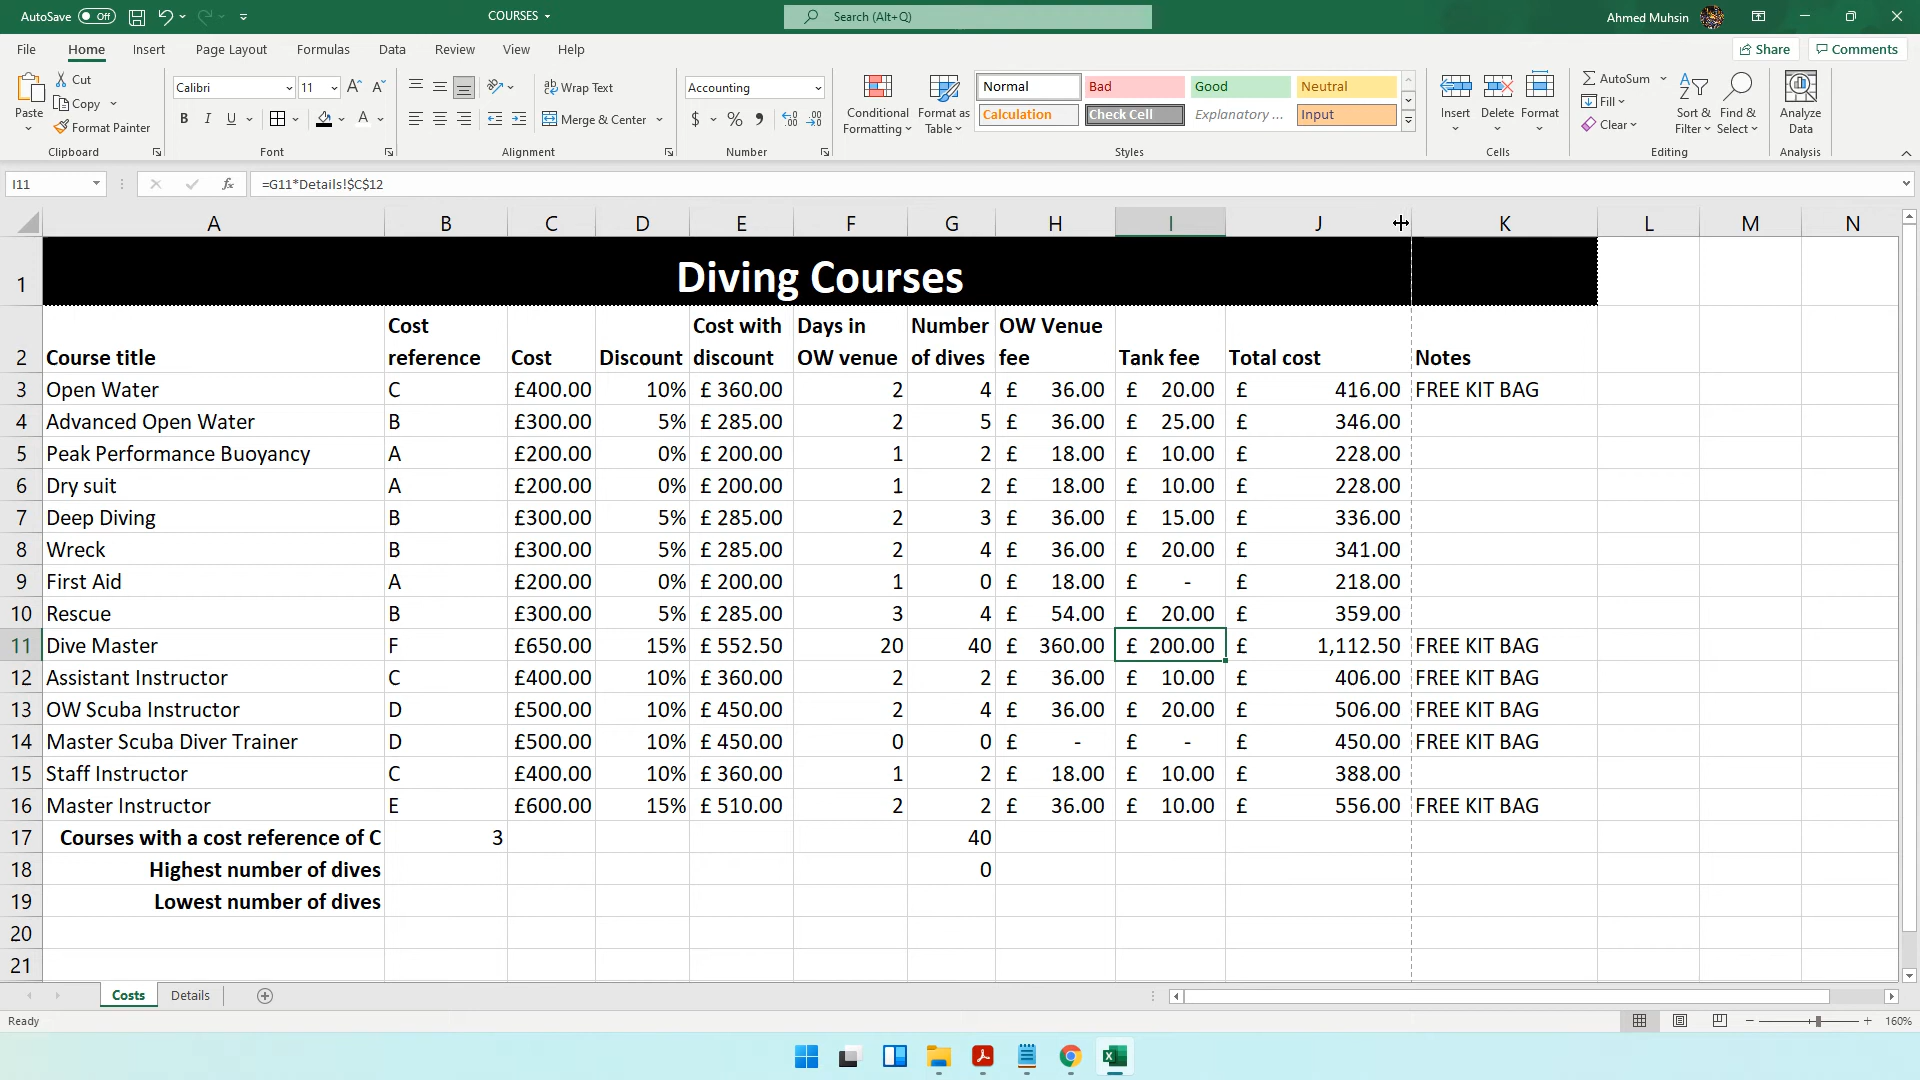 AutoSave Off
COURSES
Search (Alt+Q)
Ahmed Muhsin
File Home Insert Page Layout Formulas Data Review View Help
Share Comments
Paste
Cut
Copy
Format Painter
Clipboard
Calibri 11
B I U
Font
Wrap Text
Merge & Center
Alignment
Accounting
$ % 9
Number
Conditional Formatting
Format as Table
Normal Bad Good Neutral
Calculation Check Cell Explanatory ... Input
Styles
Insert Delete Format
Cells
AutoSum
Fill
Clear
Sort & Filter
Find & Select
Editing
Analyze Data
Analysis
I11 fx =G11*Details!$C$12
A B C D E F G H I J K L M N
1 Diving Courses
2 Course title Cost reference Cost Discount Cost with discount Days in OW venue Number of dives OW Venue fee Tank fee Total cost Notes
3 Open Water C £400.00 10% £ 360.00 2 4 £ 36.00 £ 20.00 £ 416.00 FREE KIT BAG
4 Advanced Open Water B £300.00 5% £ 285.00 2 5 £ 36.00 £ 25.00 £ 346.00
5 Peak Performance Buoyancy A £200.00 0% £ 200.00 1 2 £ 18.00 £ 10.00 £ 228.00
6 Dry suit A £200.00 0% £ 200.00 1 2 £ 18.00 £ 10.00 £ 228.00
7 Deep Diving B £300.00 5% £ 285.00 2 3 £ 36.00 £ 15.00 £ 336.00
8 Wreck B £300.00 5% £ 285.00 2 4 £ 36.00 £ 20.00 £ 341.00
9 First Aid A £200.00 0% £ 200.00 1 0 £ 18.00 £ - £ 218.00
10 Rescue B £300.00 5% £ 285.00 3 4 £ 54.00 £ 20.00 £ 359.00
11 Dive Master F £650.00 15% £ 552.50 20 40 £ 360.00 £ 200.00 £ 1,112.50 FREE KIT BAG
12 Assistant Instructor C £400.00 10% £ 360.00 2 2 £ 36.00 £ 10.00 £ 406.00 FREE KIT BAG
13 OW Scuba Instructor D £500.00 10% £ 450.00 2 4 £ 36.00 £ 20.00 £ 506.00 FREE KIT BAG
14 Master Scuba Diver Trainer D £500.00 10% £ 450.00 0 0 £ - £ - £ 450.00 FREE KIT BAG
15 Staff Instructor C £400.00 10% £ 360.00 1 2 £ 18.00 £ 10.00 £ 388.00
16 Master Instructor E £600.00 15% £ 510.00 2 2 £ 36.00 £ 10.00 £ 556.00 FREE KIT BAG
17 Courses with a cost reference of C 3 40
18 Highest number of dives 0
19 Lowest number of dives
20
21
Costs Details
Ready
160%